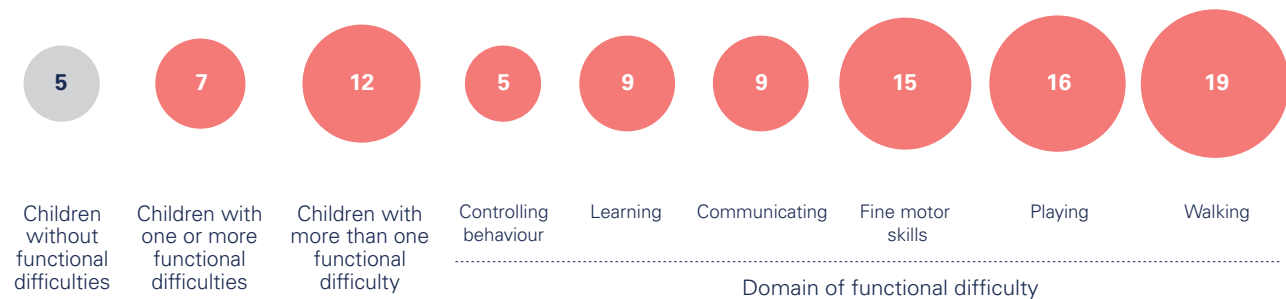 5
7
12
5
9
9
15
16
19
Children
without
functional
difficulties
Children with
one or more
functional
difficulties
Children with
more than one
functional
difficulty
Controlling
behaviour
Learning
Communicating
Fine motor
skills
Playing
Walking
Domain of functional difficulty